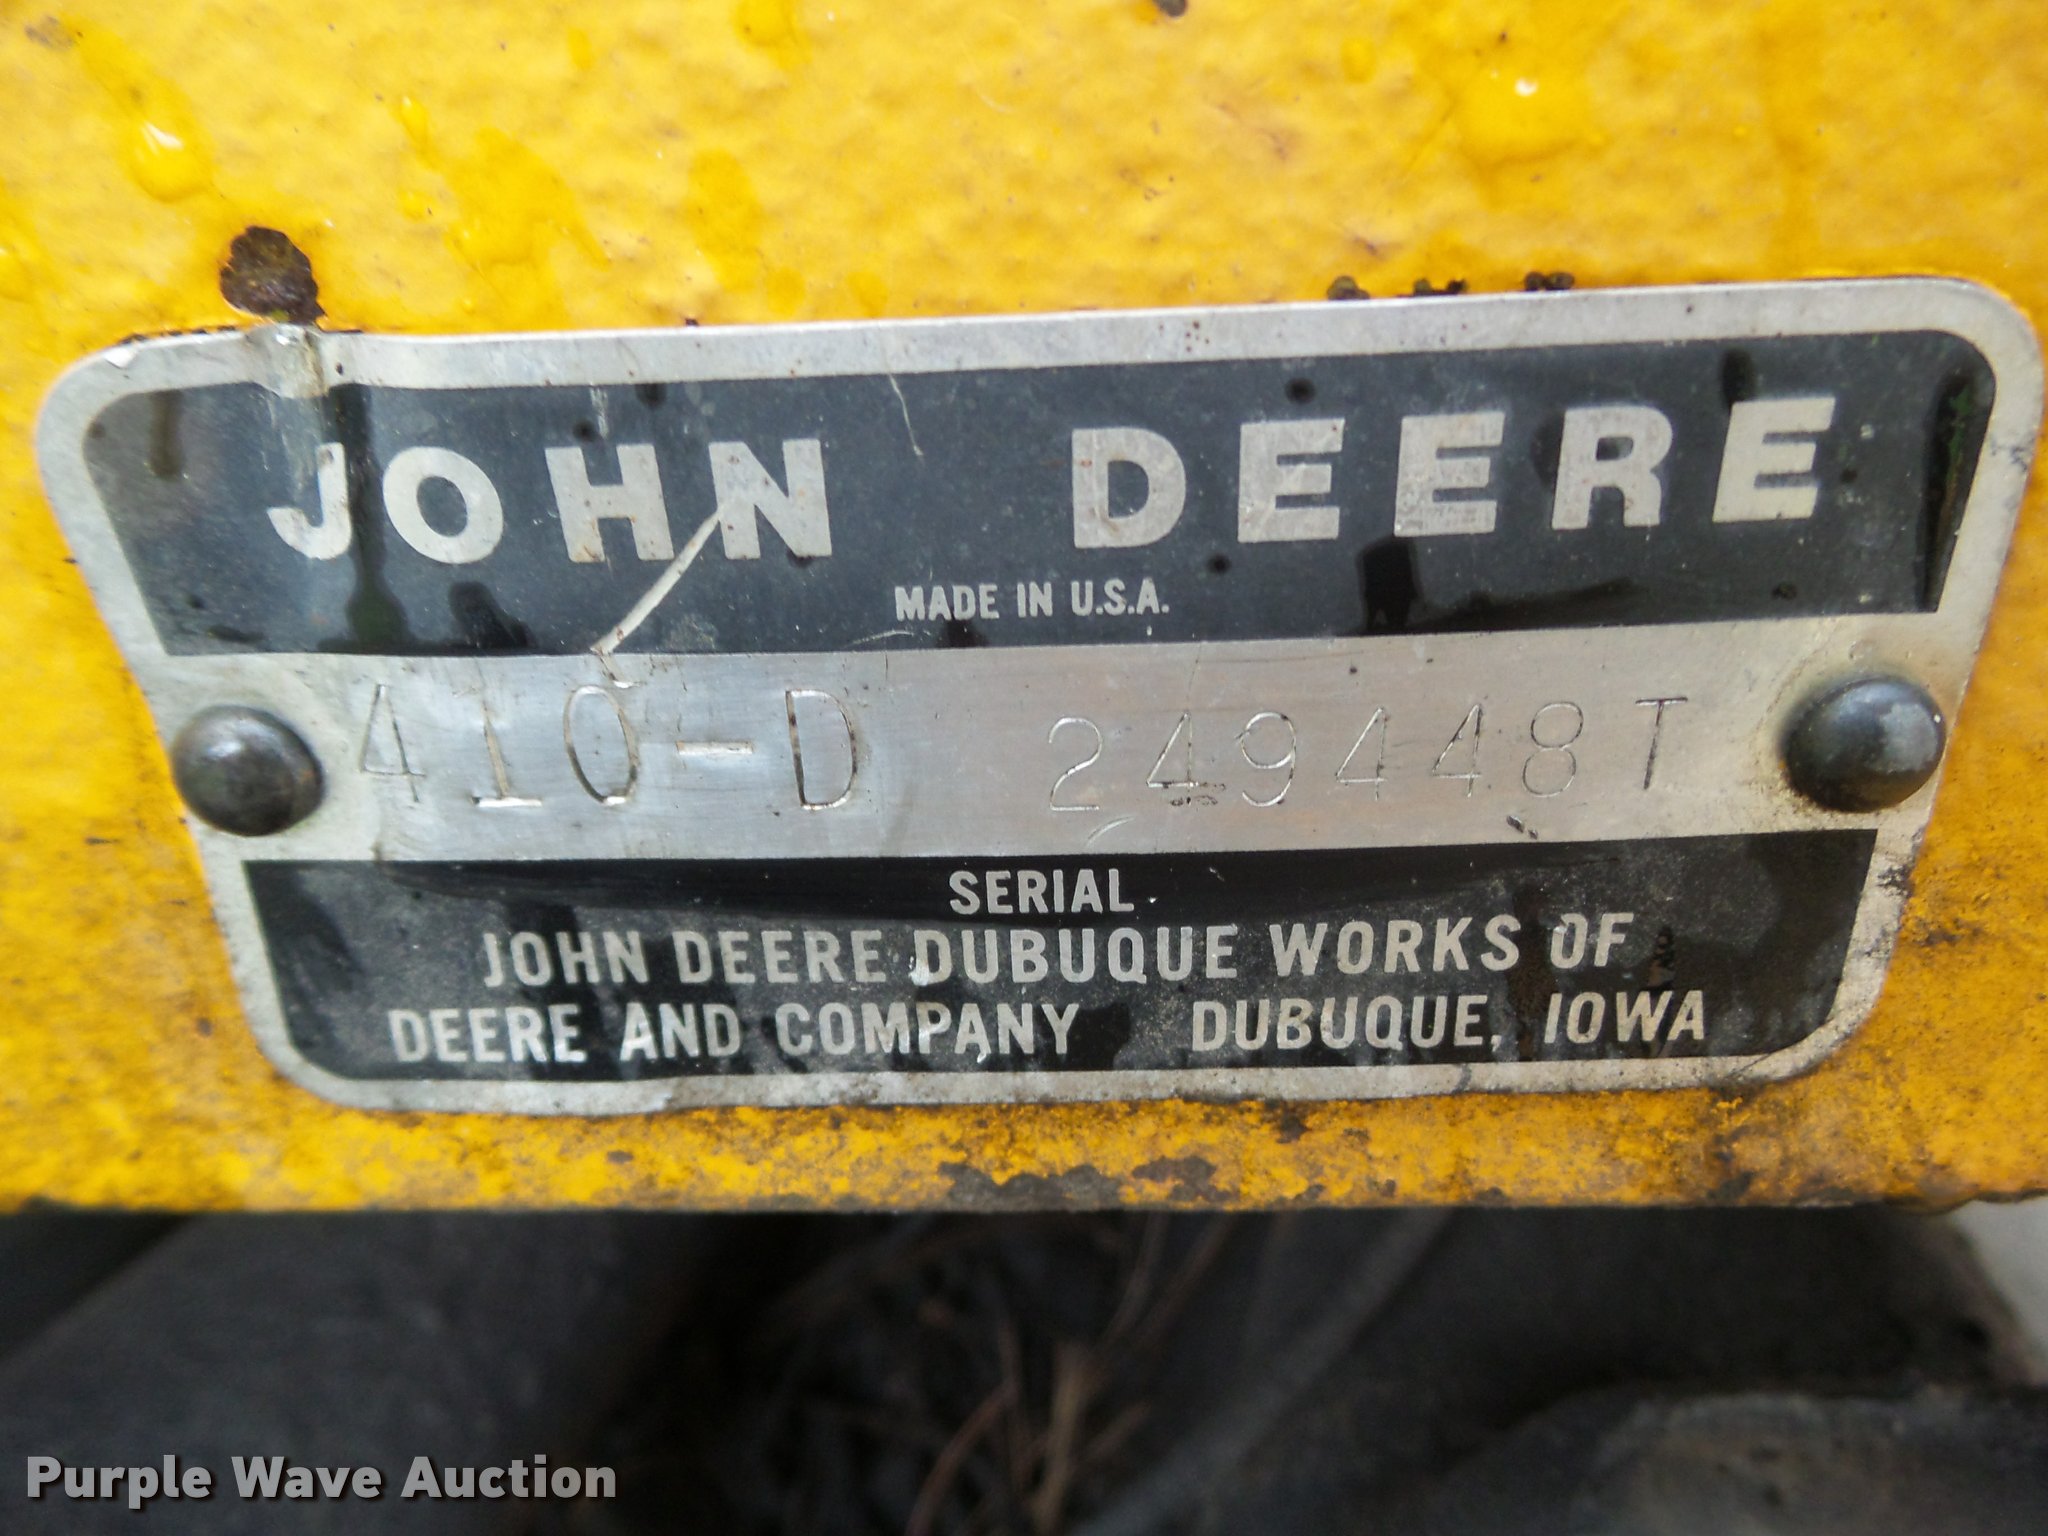 JOHN DEERE
MADE IN U.S.A.
410-D 249448T
SERIAL
JOHN DEERE DUBUQUE WORKS OF
DEERE AND COMPANY DUBUQUE, IOWA
Purple Wave Auction